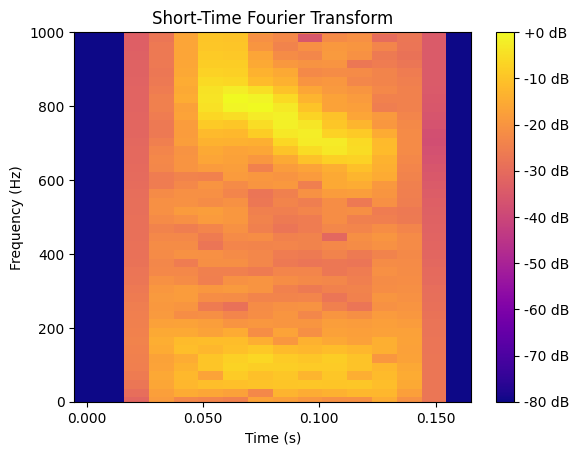 Short-Time Fourier Transform
1000
800
600
400
200
0
Frequency (Hz)
0.000
0.050
0.100
0.150
Time (s)
+0 dB
-10 dB
-20 dB
-30 dB
-40 dB
-50 dB
-60 dB
-70 dB
-80 dB